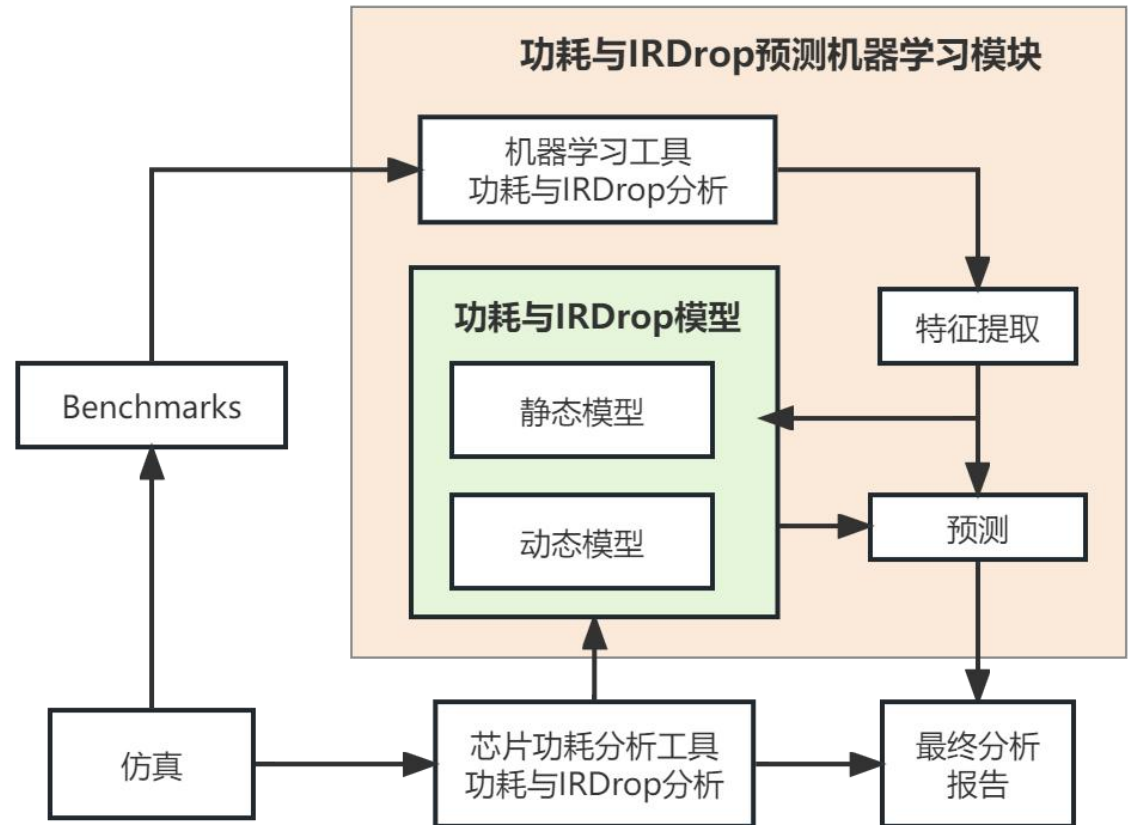 功耗与IRDrop预测机器学习模块
机器学习工具
功耗与IRDrop分析
功耗与IRDrop模型
特征提取
静态模型
Benchmarks
动态模型
预测
仿真
芯片功耗分析工具
功耗与IRDrop分析
最终分析
报告